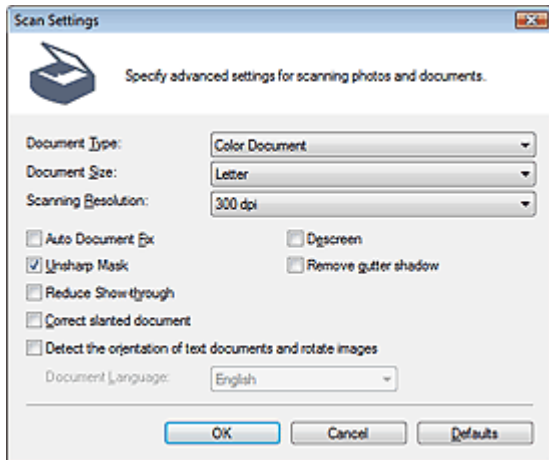 Scan Settings
Specify advanced settings for scanning photos and documents.
Document Type: Color Document
Document Size: Letter
Scanning Resolution: 300 dpi
Auto Document Fix Descreen
Unsharp Mask Remove gutter shadow
Reduce Show-through
Correct slanted document
Detect the orientation of text documents and rotate images
Document Language: English
OK Cancel Defaults